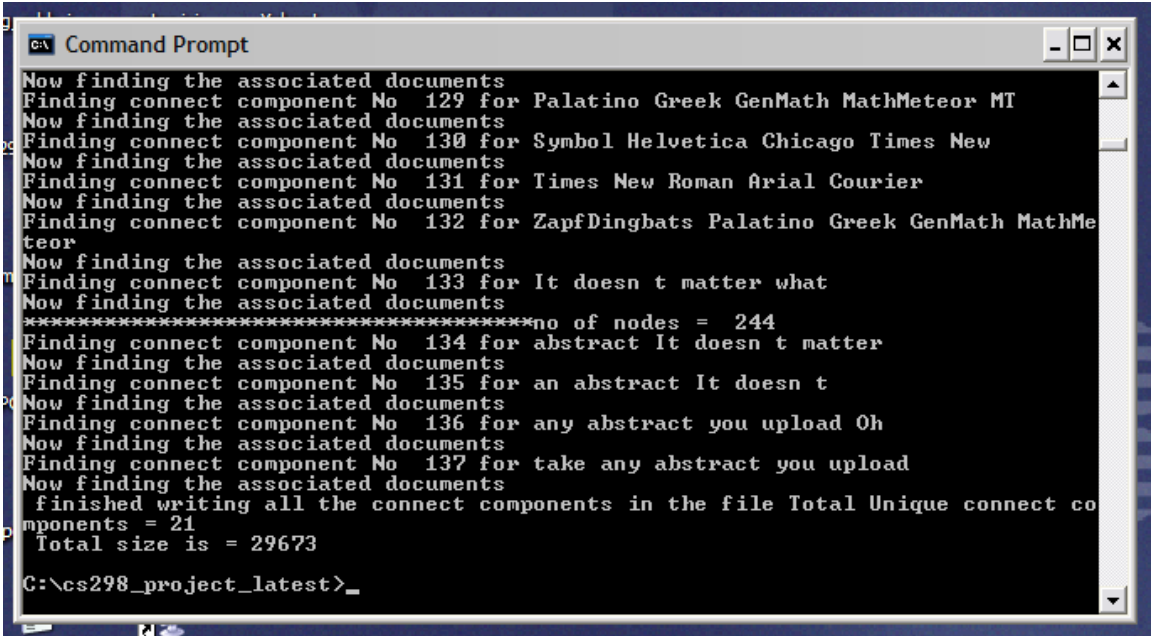 Command Prompt
Now finding the associated documents
Finding connect component No  129 for Palatino Greek GenMath MathMeteor MT
Now finding the associated documents
Finding connect component No  130 for Symbol Helvetica Chicago Times New
Now finding the associated documents
Finding connect component No  131 for Times New Roman Arial Courier
Now finding the associated documents
Finding connect component No  132 for ZapfDingbats Palatino Greek GenMath MathMe
teor
Now finding the associated documents
Finding connect component No  133 for It doesn t matter what
Now finding the associated documents
**************************************no of nodes =  244
Finding connect component No  134 for abstract It doesn t matter
Now finding the associated documents
Finding connect component No  135 for an abstract It doesn t
Now finding the associated documents
Finding connect component No  136 for any abstract you upload Oh
Now finding the associated documents
Finding connect component No  137 for take any abstract you upload
Now finding the associated documents
 finished writing all the connect components in the file Total Unique connect co
mponents = 21
 Total size is = 29673
C:\cs298_project_latest>_